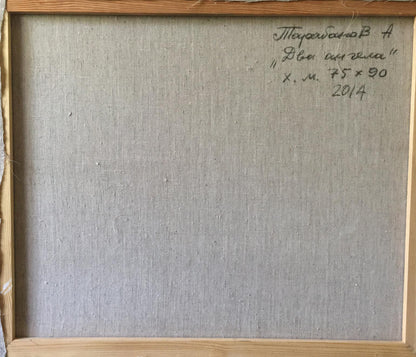 Тарабанов А
„Два ангела"
х. м. 75 × 90
2014